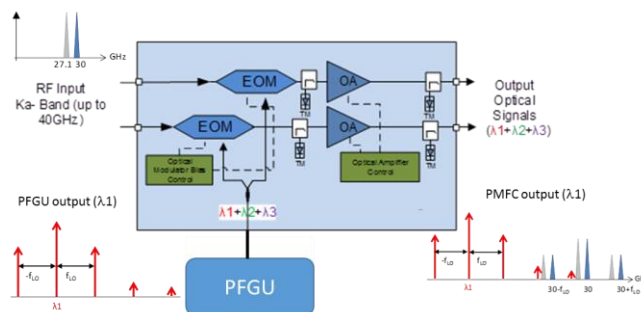 GHz
27.1 30
RF Input
Ka- Band (up to
40GHz)
EOM
OA
TM
TM
EOM
OA
TM
TM
Optical
Modulator Bias
Control
Optical Amplifier
Control
Output
Optical
Signals
(λ1+λ2+λ3)
λ1+λ2+λ3
PFGU
PFGU output (λ1)
-fLO
fLO
λ1
PMFC output (λ1)
-fLO
fLO
λ1
30-fLO
30
30+fLO